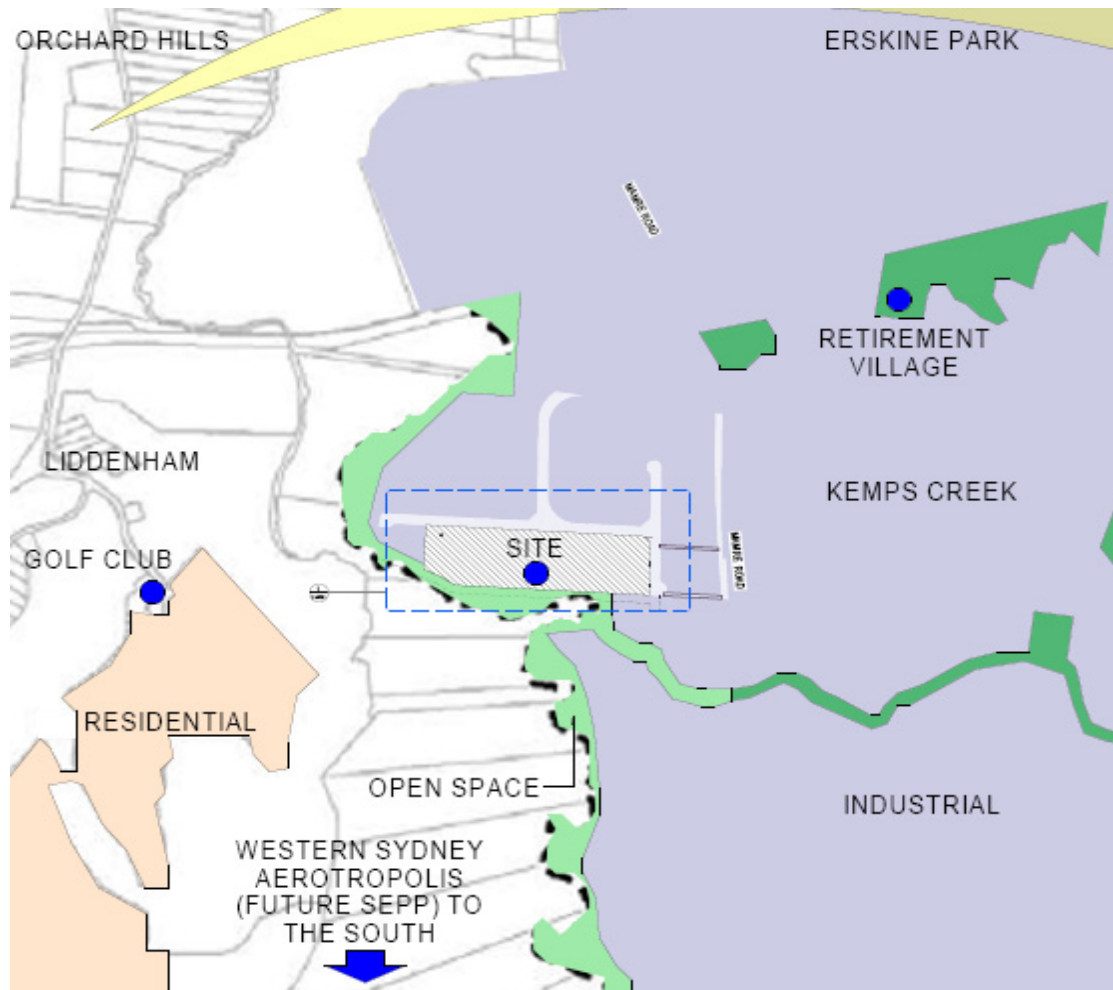 ORCHARD HILLS
ERSKINE PARK
MAMRE ROAD
RETIREMENT
VILLAGE
LIDDENHAM
KEMPS CREEK
GOLF CLUB
SITE
MAMRE ROAD
RESIDENTIAL
OPEN SPACE
INDUSTRIAL
WESTERN SYDNEY
AEROTROPOLIS
(FUTURE SEPP) TO
THE SOUTH